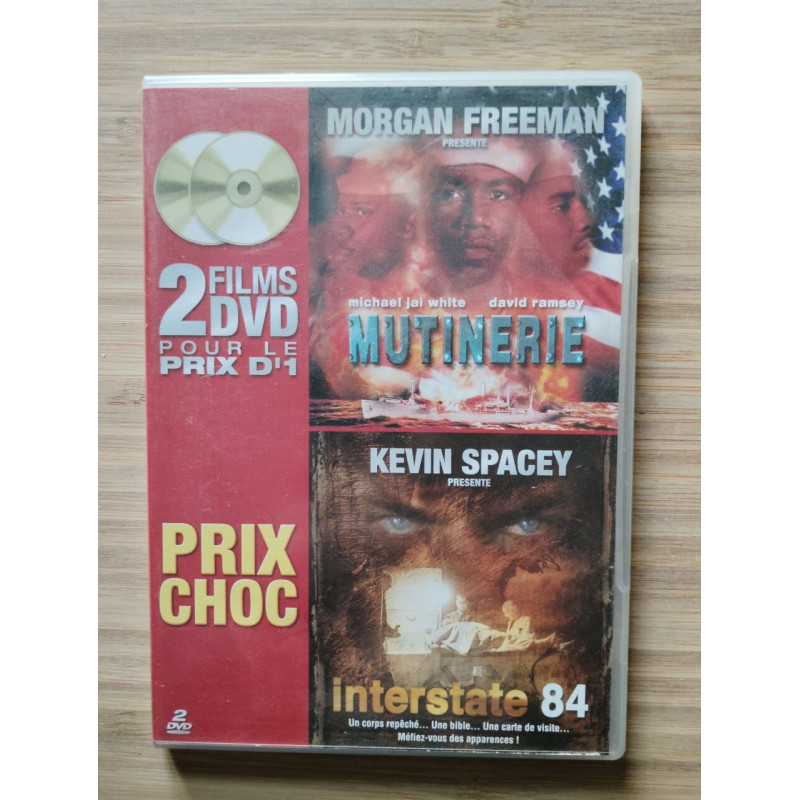 2 FILMS
DVD
POUR LE
PRIX D'1
PRIX
CHOC
2
DVD
MORGAN FREEMAN
PRESENTE
michael jai white david ramsey
MUTINERIE
KEVIN SPACEY
PRESENTE
interstate 84
Un corps repêché... Une bible... Une carte de visite...
Méfiez-vous des apparences !